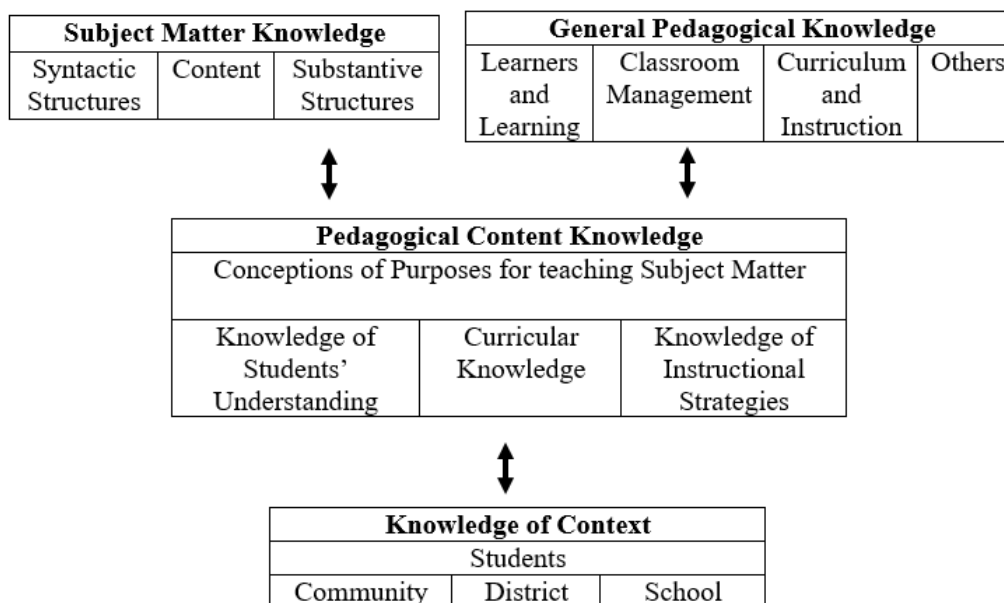 Subject Matter Knowledge
Syntactic Structures
Content
Substantive Structures
General Pedagogical Knowledge
Learners and Learning
Classroom Management
Curriculum and Instruction
Others
Pedagogical Content Knowledge
Conceptions of Purposes for teaching Subject Matter
Knowledge of Students’ Understanding
Curricular Knowledge
Knowledge of Instructional Strategies
Knowledge of Context
Students
Community
District
School